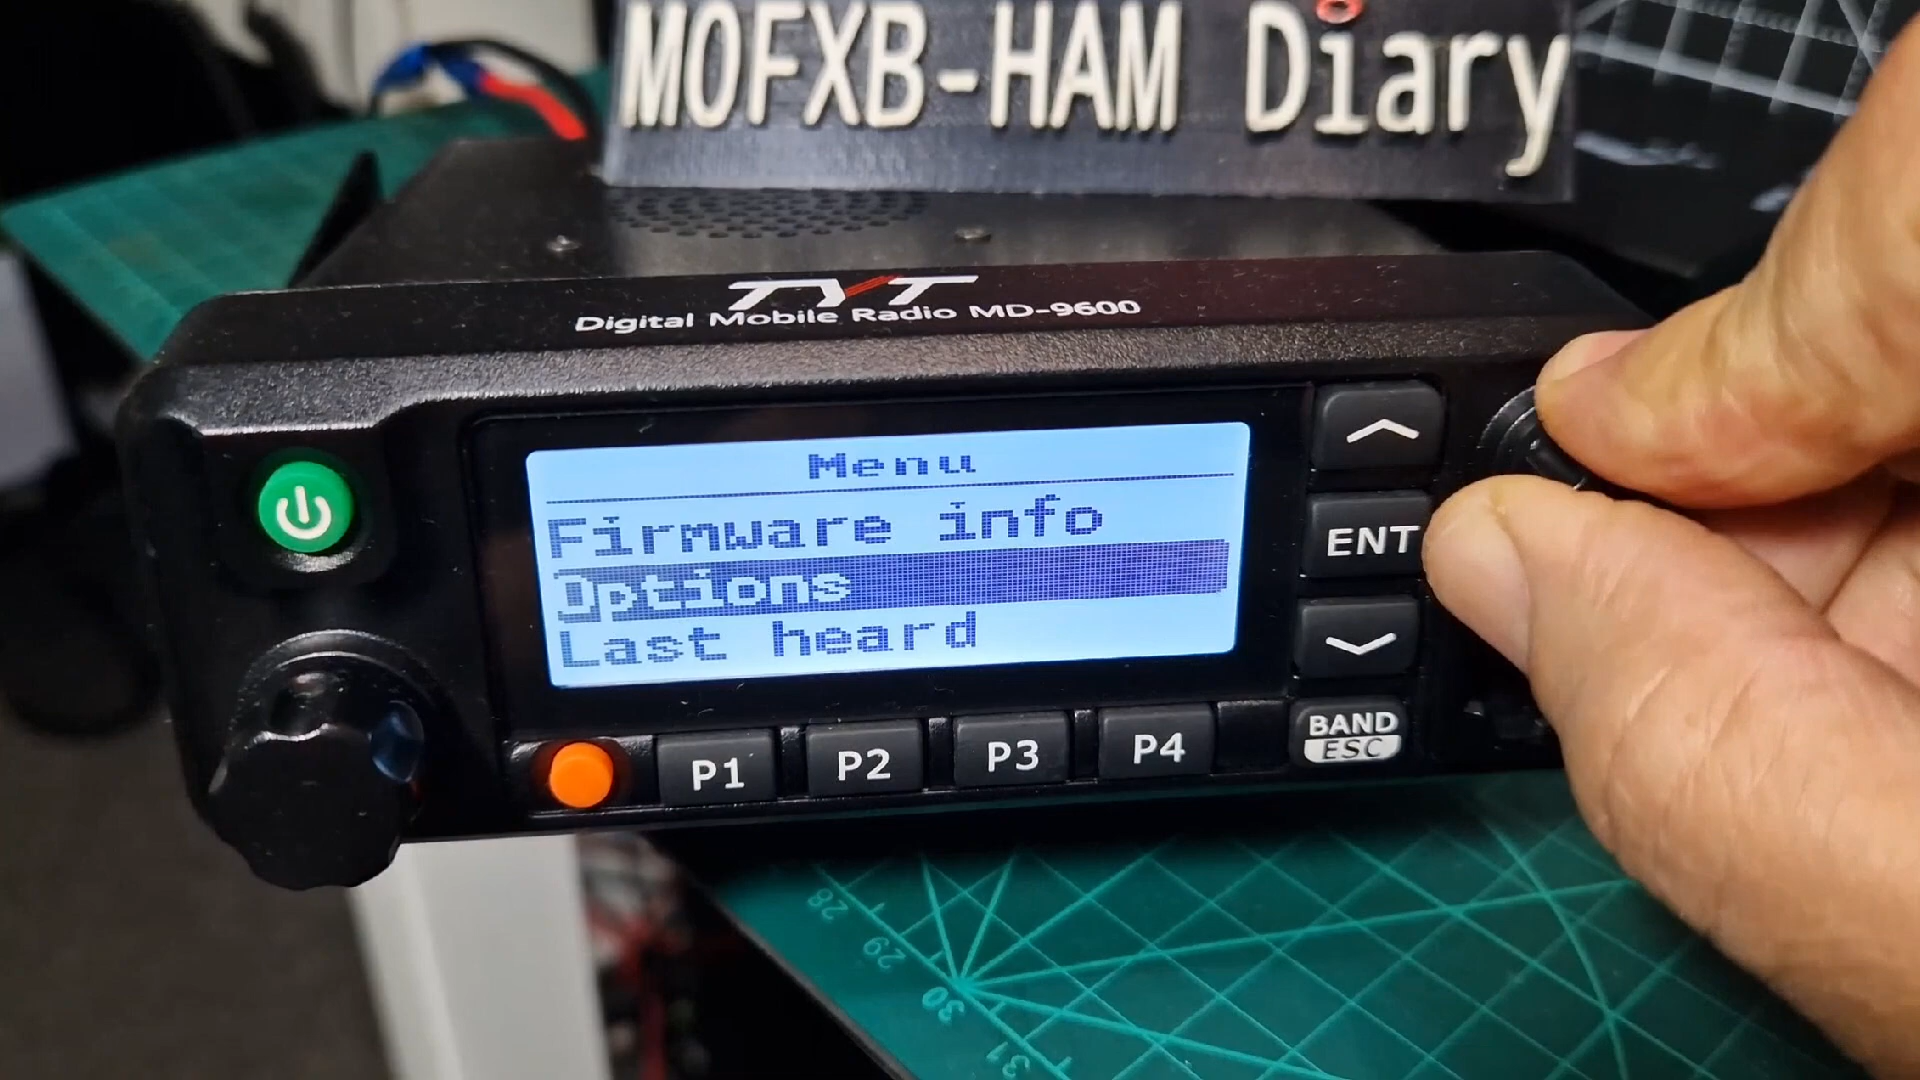 M0FXB-HAM Diary
TYT
Digital Mobile Radio MD-9600
Menu
Firmware info
Options
Last heard
ENT
P1 P2 P3 P4
BAND
ESC
28
29
30
31